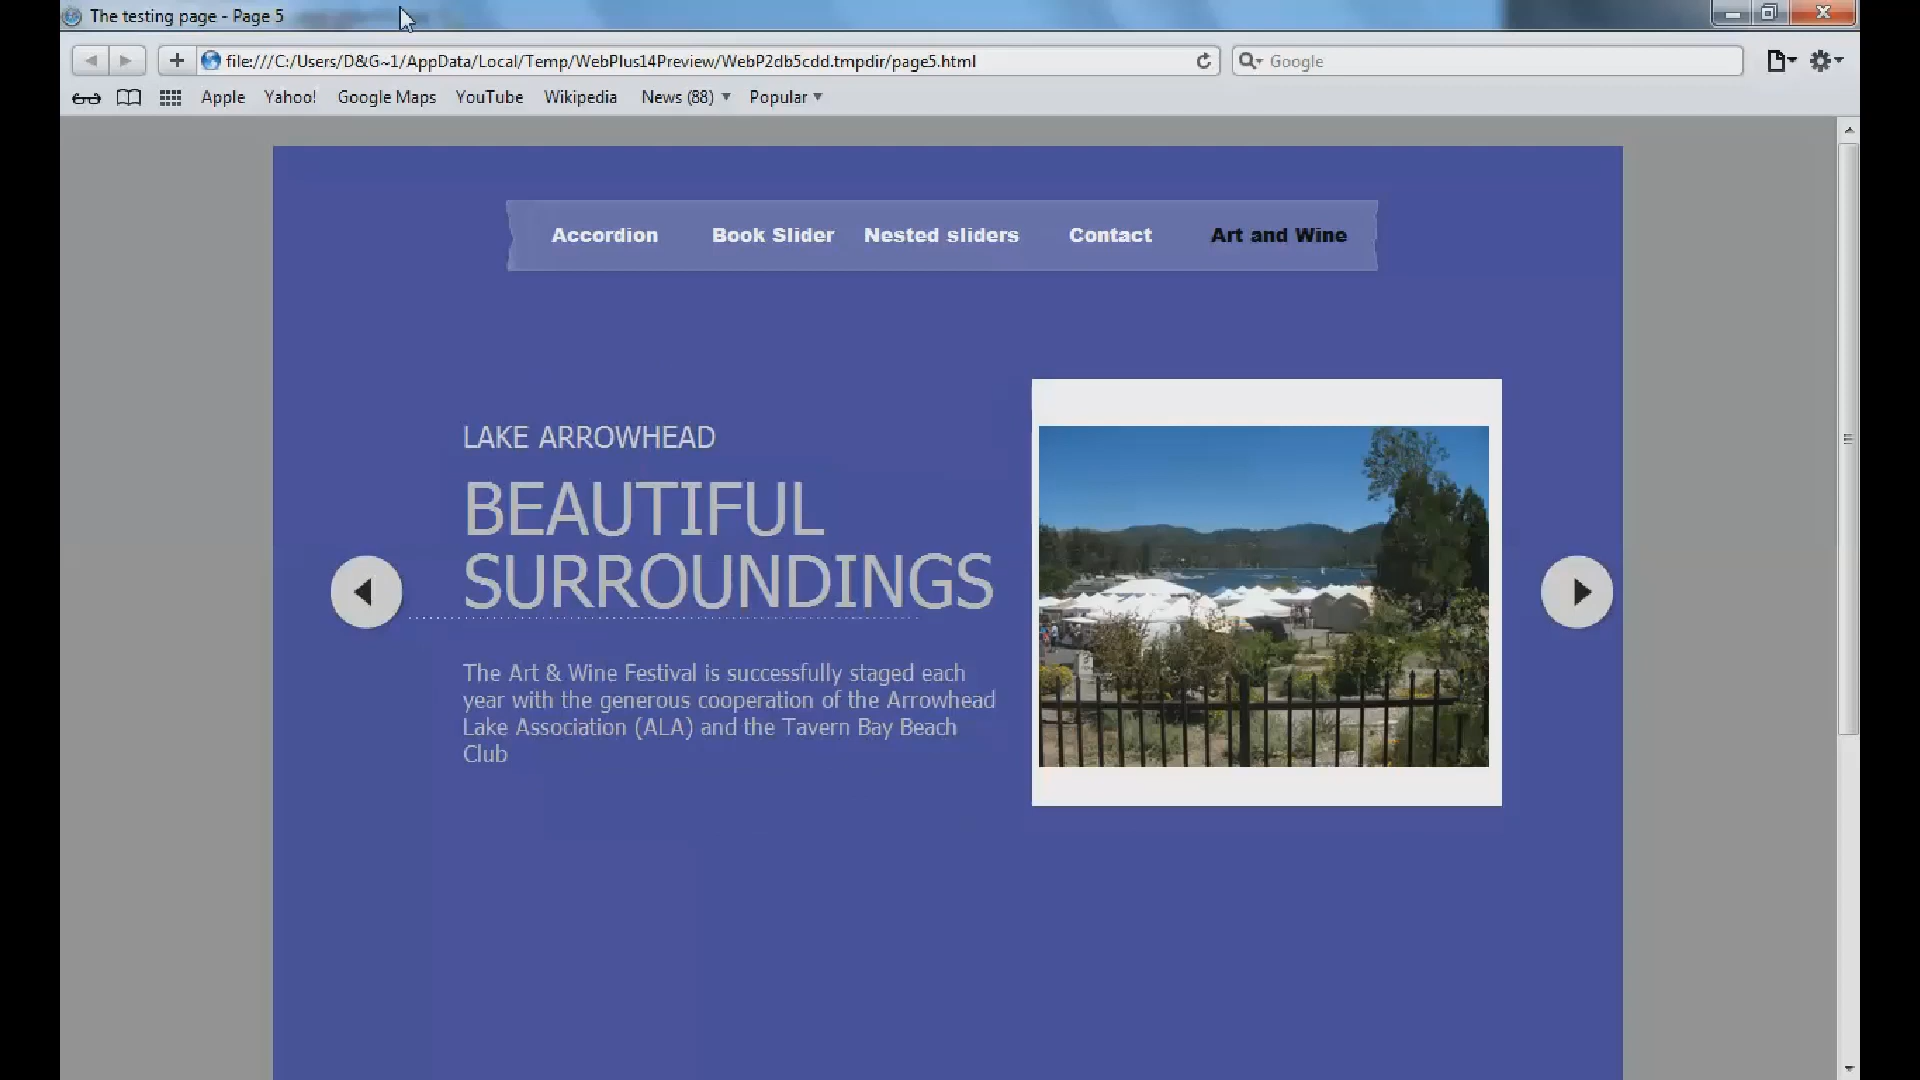 The testing page - Page 5
file:///C:/Users/D&G~1/AppData/Local/Temp/WebPlus14Preview/WebP2db5cdd.tmpdir/page5.html
Google
Apple Yahoo! Google Maps YouTube Wikipedia News (88) Popular
Accordion Book Slider Nested sliders Contact Art and Wine
LAKE ARROWHEAD
BEAUTIFUL
SURROUNDINGS
The Art & Wine Festival is successfully staged each
year with the generous cooperation of the Arrowhead
Lake Association (ALA) and the Tavern Bay Beach
Club